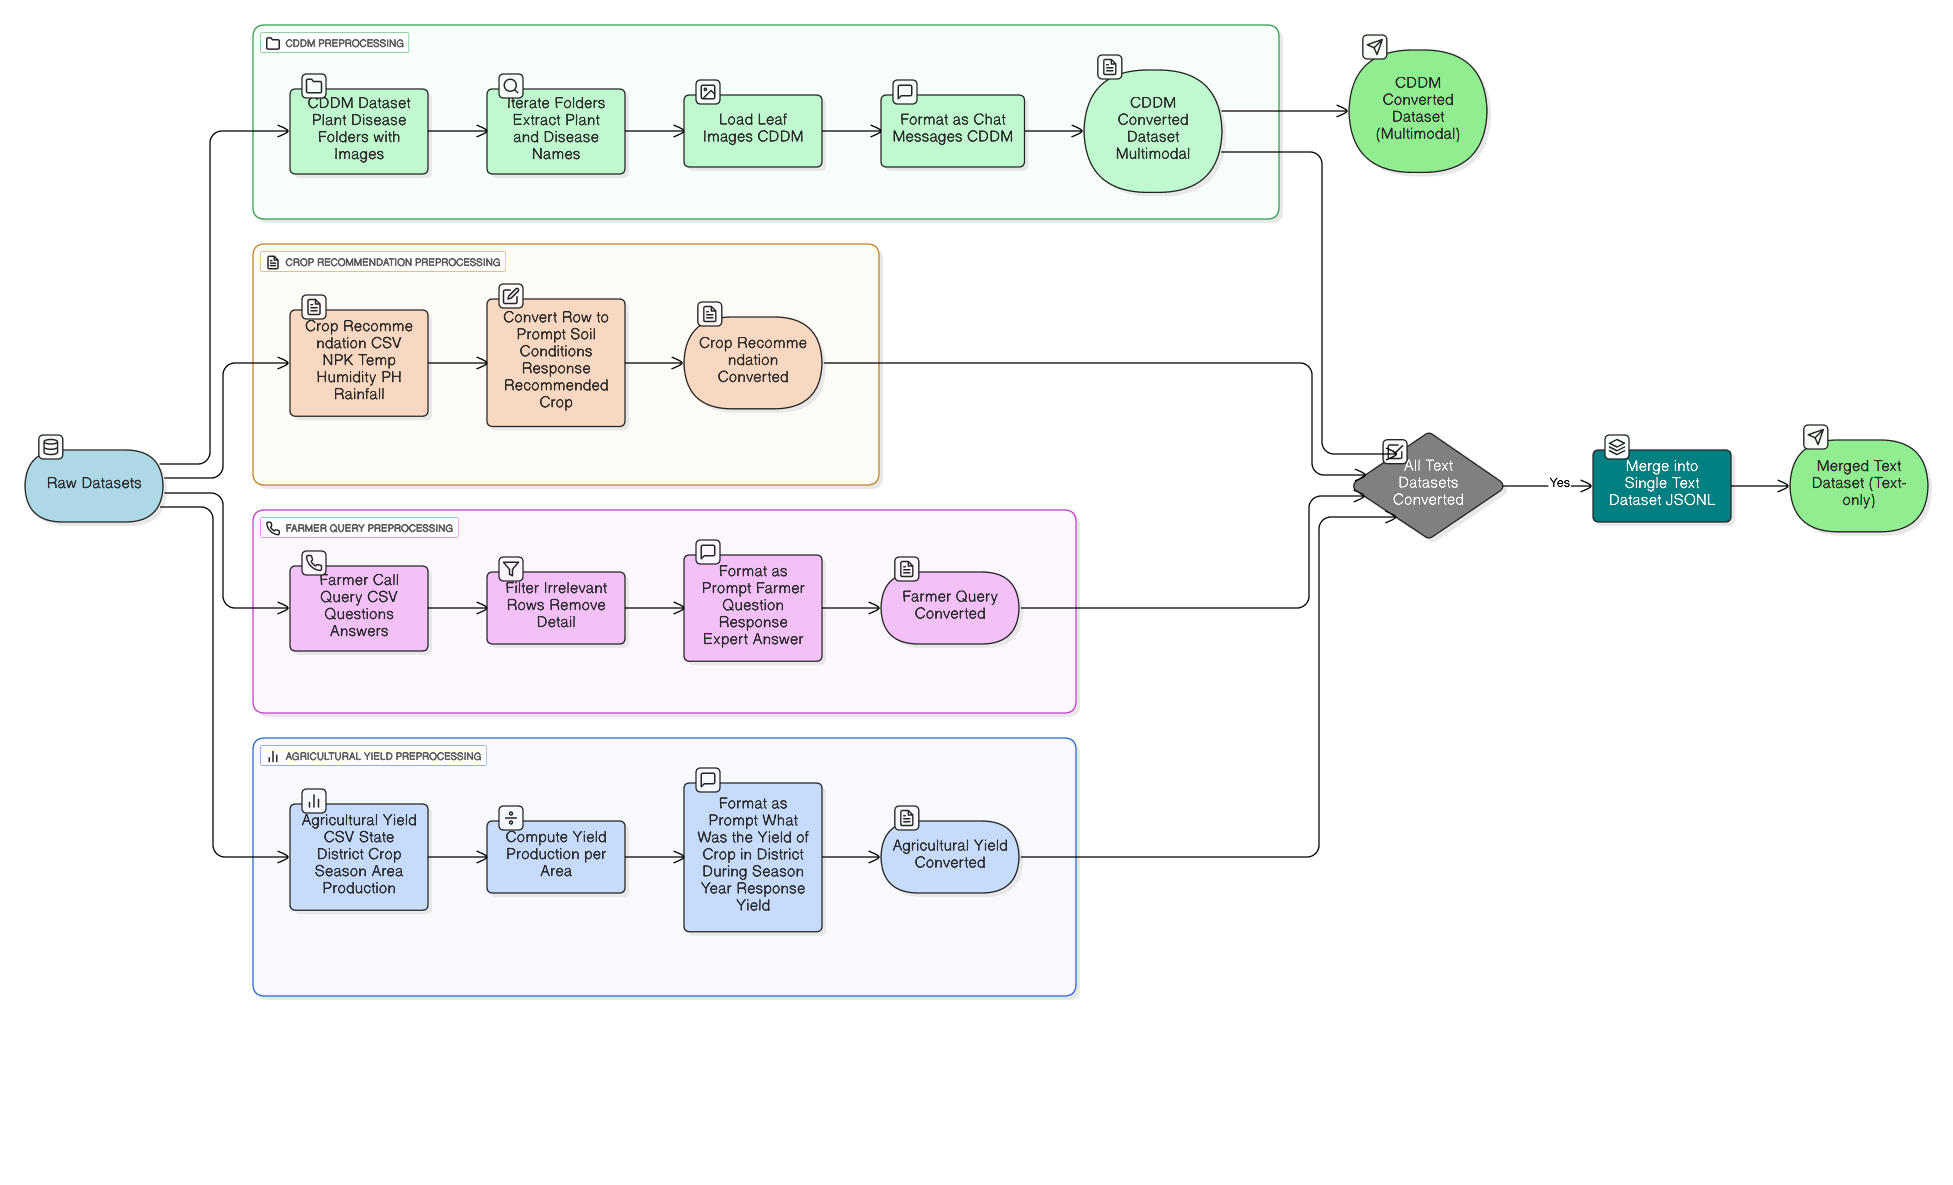 CDDM PREPROCESSING
CDDM Dataset
Plant Disease
Folders with
Images
Iterate Folders
Extract Plant
and Disease
Names
Load Leaf
Images CDDM
Format as Chat
Messages CDDM
CDDM
Converted
Dataset
Multimodal
CDDM
Converted
Dataset
(Multimodal)
CROP RECOMMENDATION PREPROCESSING
Crop Recomme
ndation CSV
NPK Temp
Humidity PH
Rainfall
Convert Row to
Prompt Soil
Conditions
Response
Recommended
Crop
Crop Recomme
ndation
Converted
Raw Datasets
All Text
Datasets
Converted
Yes
Merge into
Single Text
Dataset JSONL
Merged Text
Dataset (Text-
only)
FARMER QUERY PREPROCESSING
Farmer Call
Query CSV
Questions
Answers
Filter Irrelevant
Rows Remove
Detail
Format as
Prompt Farmer
Question
Response
Expert Answer
Farmer Query
Converted
AGRICULTURAL YIELD PREPROCESSING
Agricultural Yield
CSV State
District Crop
Season Area
Production
Compute Yield
Production per
Area
Format as
Prompt What
Was the Yield of
Crop in District
During Season
Year Response
Yield
Agricultural Yield
Converted